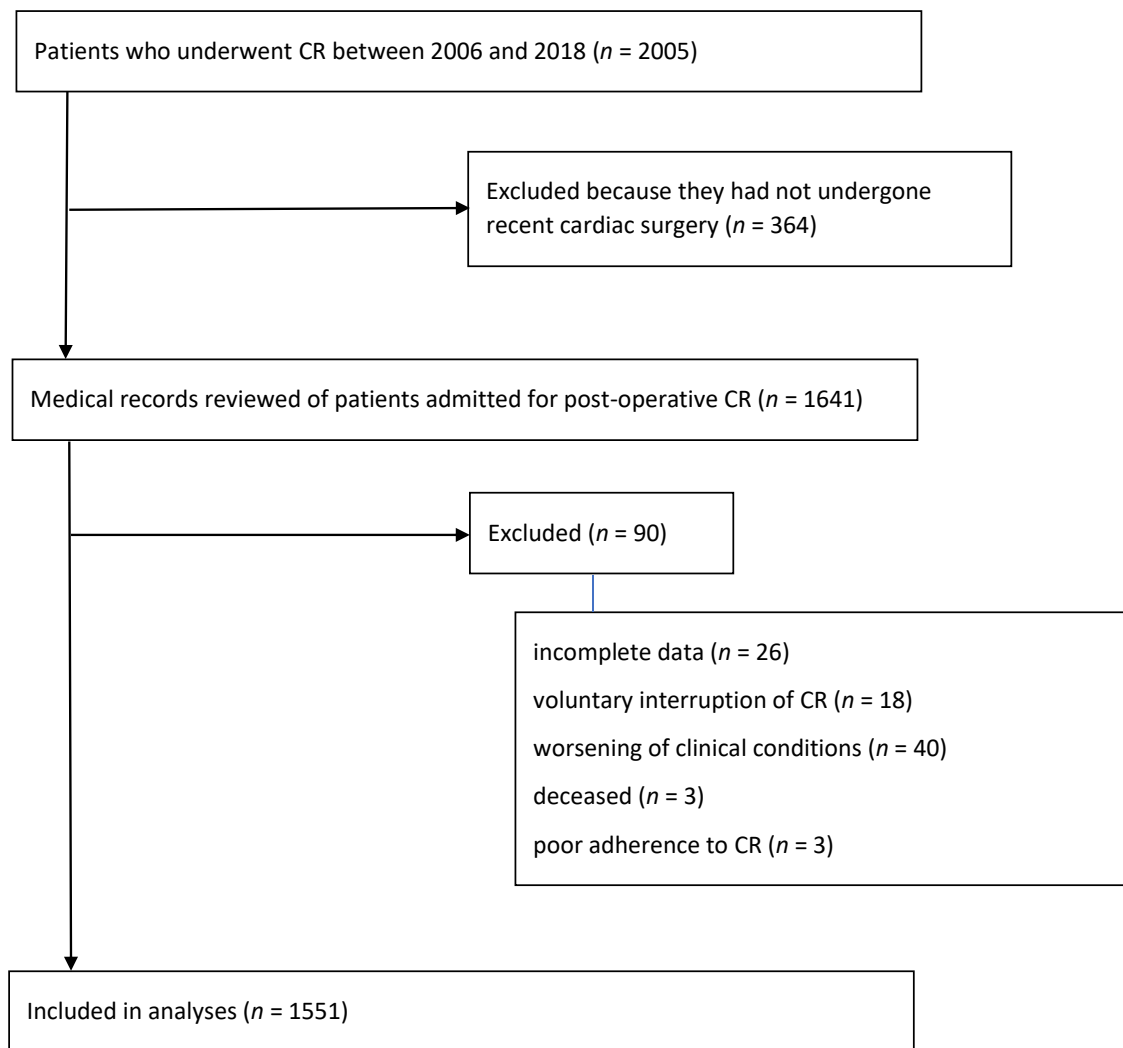 Patients who underwent CR between 2006 and 2018 (n = 2005)
Excluded because they had not undergone
recent cardiac surgery (n = 364)
Medical records reviewed of patients admitted for post-operative CR (n = 1641)
Excluded (n = 90)
incomplete data (n = 26)
voluntary interruption of CR (n = 18)
worsening of clinical conditions (n = 40)
deceased (n = 3)
poor adherence to CR (n = 3)
Included in analyses (n = 1551)